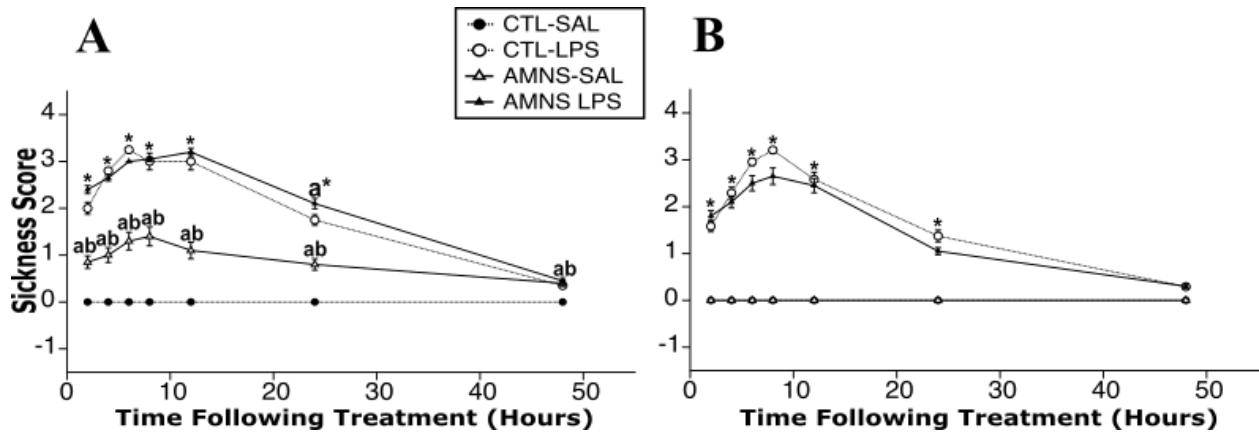 A
CTL-SAL
CTL-LPS
AMNS-SAL
AMNS LPS
B
Sickness Score
4
3
2
1
0
-1
* * * * * a* ab
ab ab ab ab ab ab
0 10 20 30 40 50
Time Following Treatment (Hours)
4
3
2
1
0
-1
* * * * * *
0 10 20 30 40 50
Time Following Treatment (Hours)